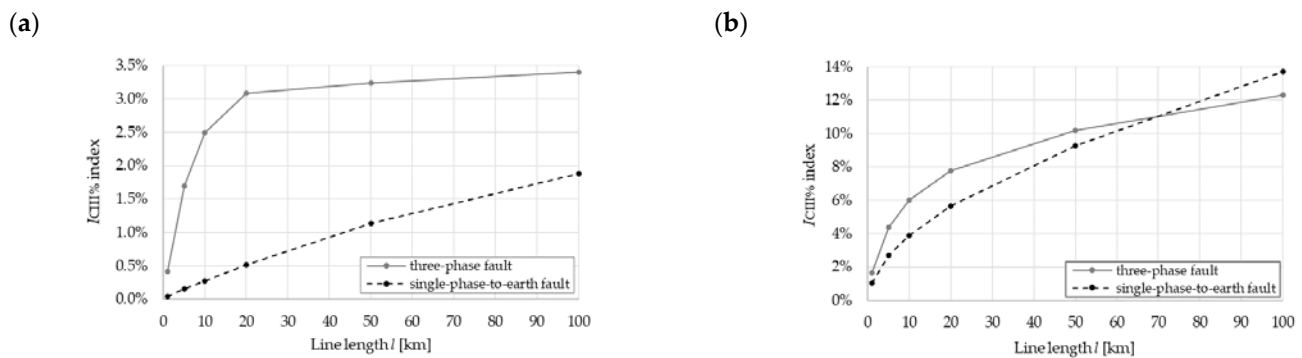 (a)
3.5%
3.0%
2.5%
2.0%
1.5%
1.0%
0.5%
0.0%
ICIII% index
three-phase fault
single-phase-to-earth fault
0 10 20 30 40 50 60 70 80 90 100
Line length l [km]
(b)
14%
12%
10%
8%
6%
4%
2%
0%
ICIII% index
three-phase fault
single-phase-to-earth fault
0 10 20 30 40 50 60 70 80 90 100
Line length l [km]